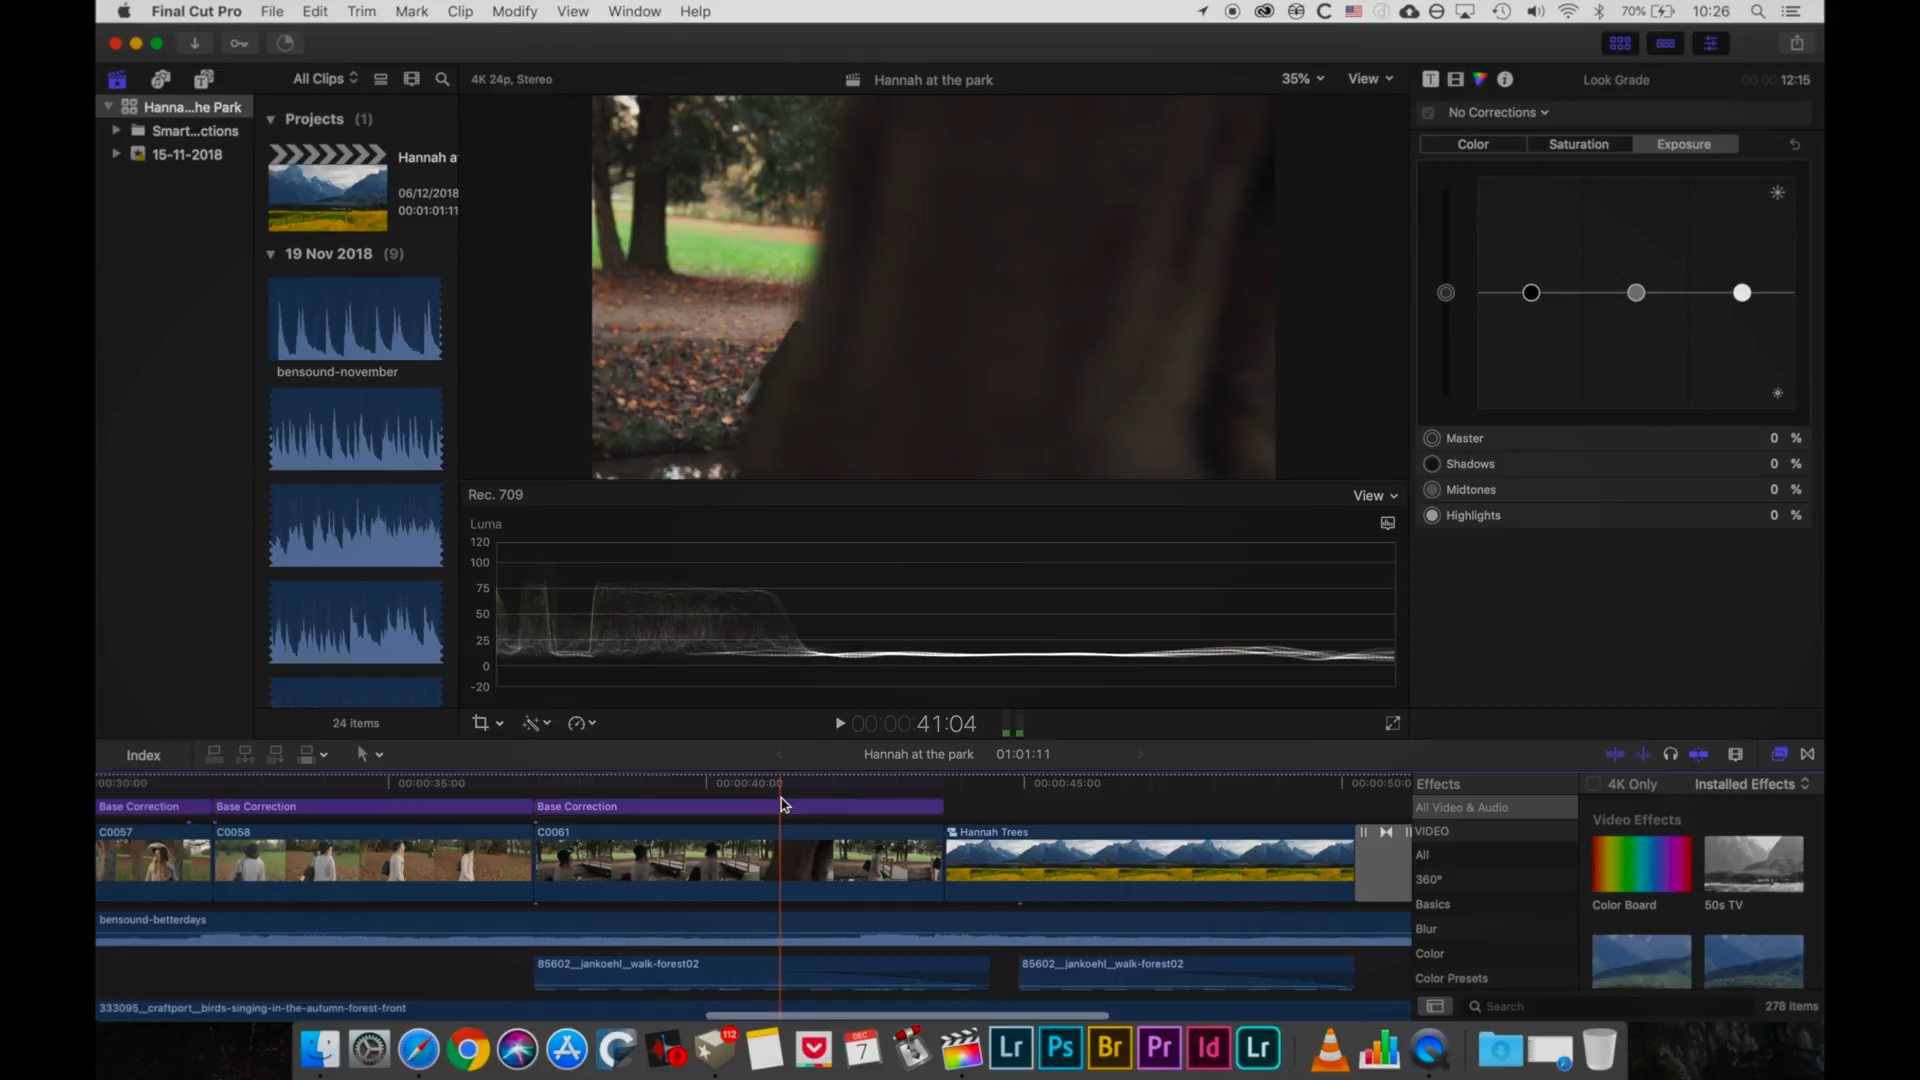 Final Cut Pro File Edit Trim Mark Clip Modify View Window Help
70% 10:26
All Clips
4K 24p, Stereo
Hannah at the park
35% View
Look Grade
00:00 12:15
Hanna...he Park
Smart...ctions
15-11-2018
Projects (1)
Hannah a
06/12/2018
00:01:01:11
19 Nov 2018 (9)
bensound-november
24 items
No Corrections
Color Saturation Exposure
Master 0 %
Shadows 0 %
Midtones 0 %
Highlights 0 %
Rec. 709
View
Luma
120
100
75
50
25
0
-20
00:00:00:41:04
Index
Hannah at the park 01:01:11
00:30:00 00:00:35:00 00:00:40:00 00:00:45:00 00:00:50:0
Base Correction Base Correction Base Correction
C0057 C0058 C0061 Hannah Trees
bensound-betterdays
85602__jankoehl__walk-forest02 85602__jankoehl__walk-forest02
333095__craftport__birds-singing-in-the-autumn-forest-front
Effects
4K Only
Installed Effects
All Video & Audio
VIDEO
All
360°
Basics
Blur
Color
Color Presets
Video Effects
Color Board
50s TV
Search
278 items
112
DEC
7
Lr Ps Br Pr Id Lr